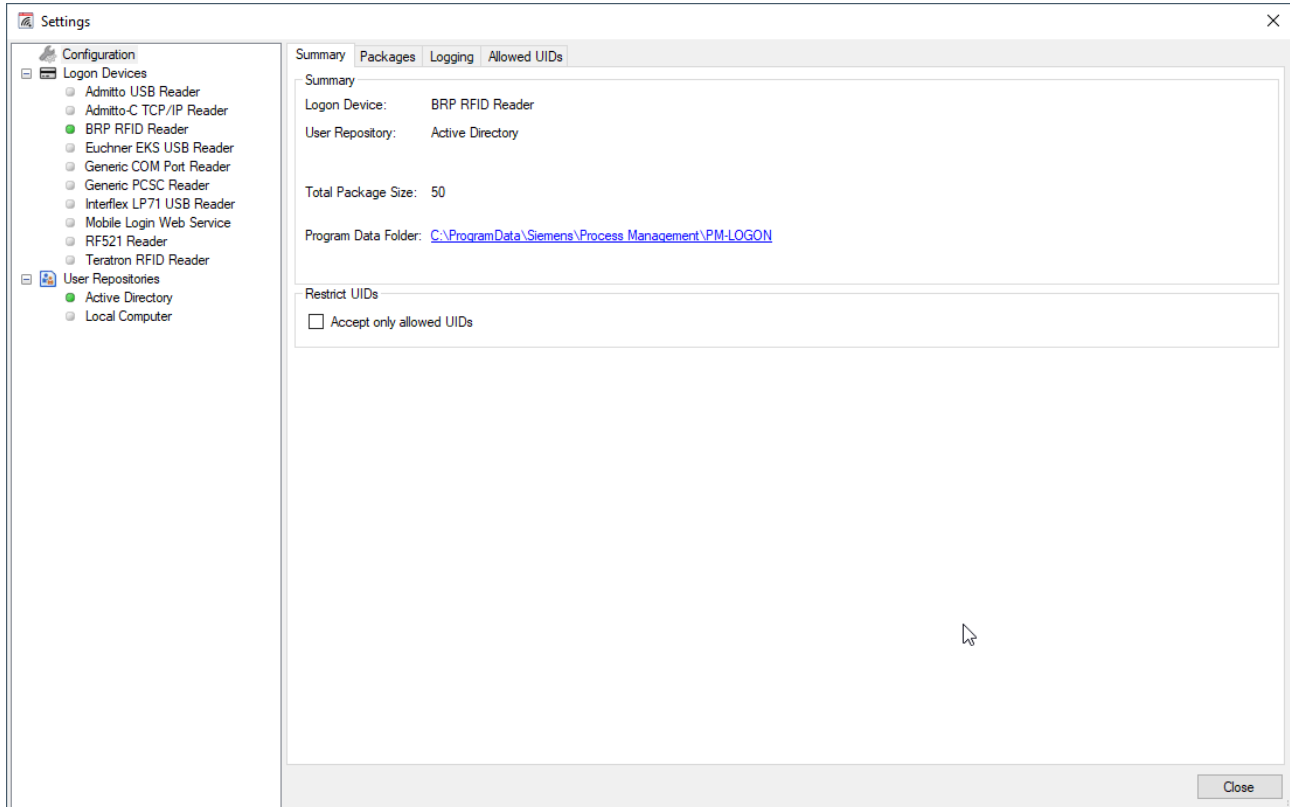 Settings
Configuration
Logon Devices
Admitto USB Reader
Admitto-C TCP/IP Reader
BRP RFID Reader
Euchner EKS USB Reader
Generic COM Port Reader
Generic PCSC Reader
Interflex LP71 USB Reader
Mobile Login Web Service
RF521 Reader
Teratron RFID Reader
User Repositories
Active Directory
Local Computer
Summary Packages Logging Allowed UIDs
Summary
Logon Device: BRP RFID Reader
User Repository: Active Directory
Total Package Size: 50
Program Data Folder: C:\ProgramData\Siemens\Process Management\PM-LOGON
Restrict UIDs
Accept only allowed UIDs
Close